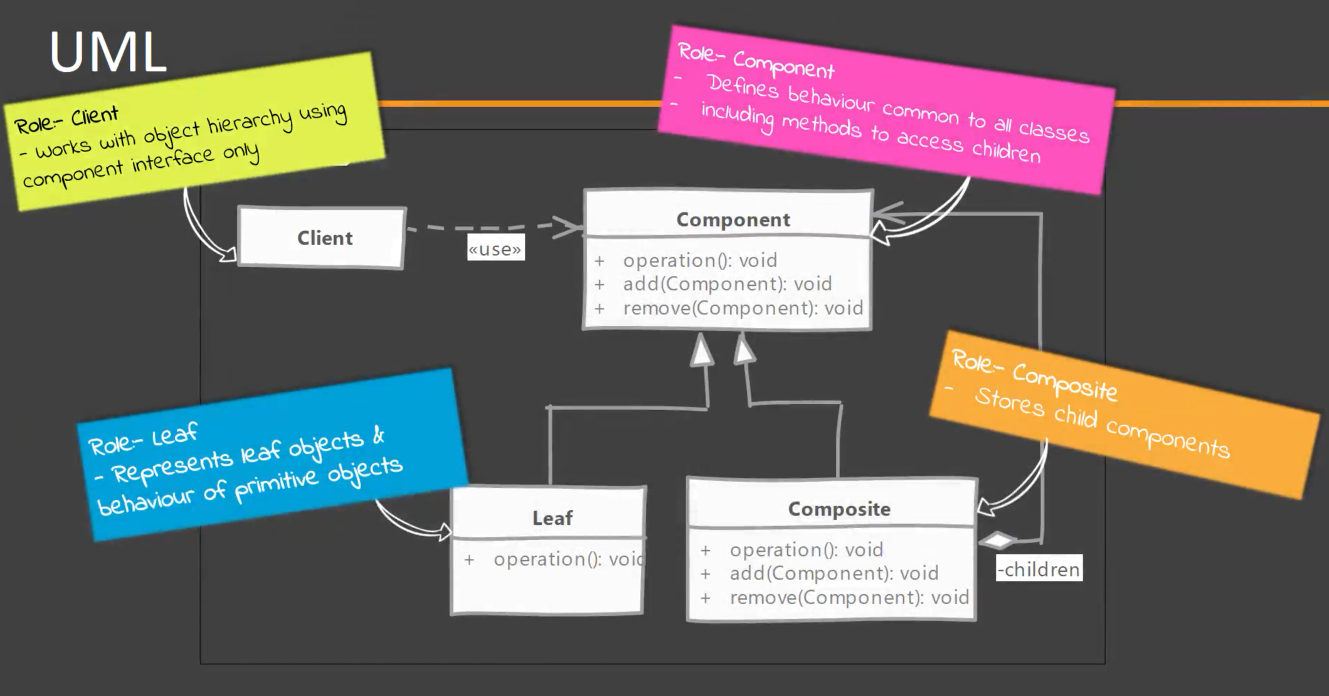 UML
Role:- Client
- Works with object hierarchy using
component interface only
Role:- Component
- Defines behaviour common to all classes
- including methods to access children
Client
«use»
Component
+ operation(): void
+ add(Component): void
+ remove(Component): void
Role:- Composite
- Stores child components
Role:- Leaf
- Represents leaf objects &
behaviour of primitive objects
Leaf
+ operation(): void
Composite
+ operation(): void
+ add(Component): void
+ remove(Component): void
-children